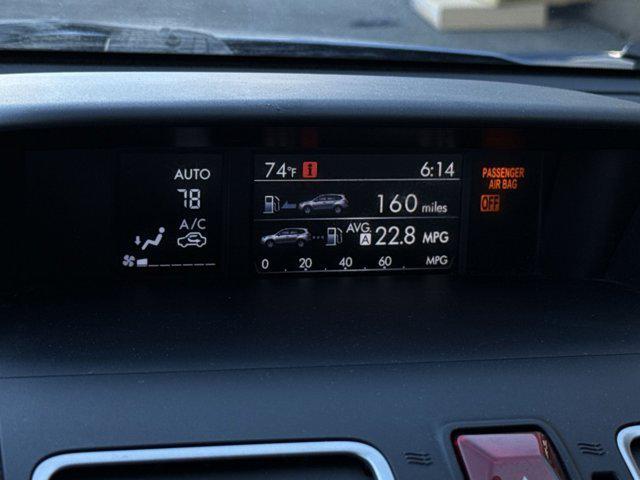 AUTO
78
A/C
74°F i 6:14
160 miles
AVG.
A 22.8 MPG
0 20 40 60 MPG
PASSENGER
AIR BAG
OFF